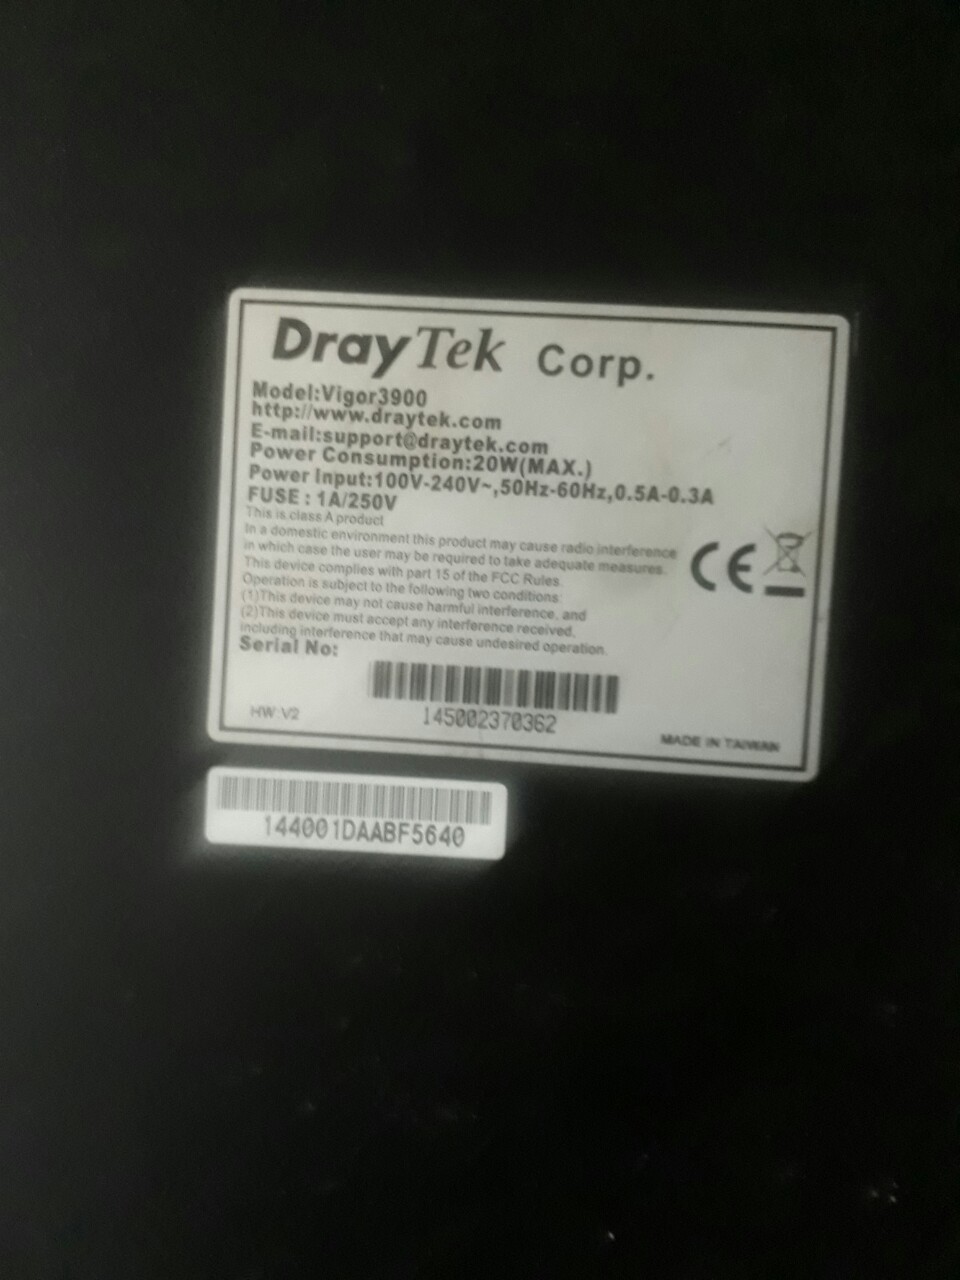 DrayTek Corp.
Model:Vigor3900
http://www.draytek.com
E-mail:support@draytek.com
Power Consumption:20W(MAX.)
Power Input:100V-240V~,50Hz-60Hz,0.5A-0.3A
FUSE : 1A/250V
This is class A product
In a domestic environment this product may cause radio interference
in which case the user may be required to take adequate measures.
This device complies with part 15 of the FCC Rules.
Operation is subject to the following two conditions:
(1)This device may not cause harmful interference, and
(2)This device must accept any interference received,
including interference that may cause undesired operation.
CE
Serial No:
145002370362
HW:V2
MADE IN TAIWAN
144001DAABF5640